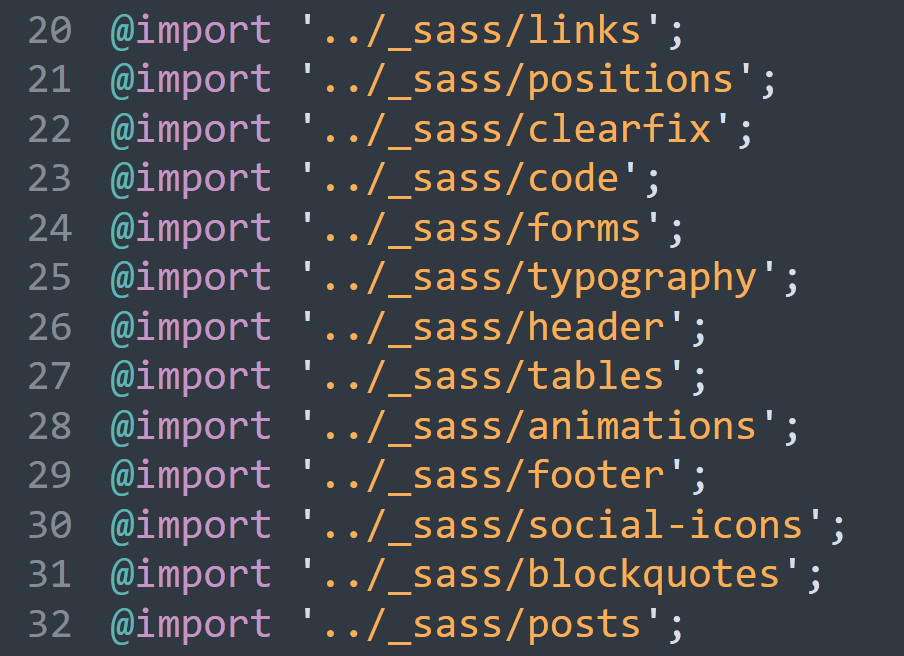 20 @import '../_sass/links';
21 @import '../_sass/positions';
22 @import '../_sass/clearfix';
23 @import '../_sass/code';
24 @import '../_sass/forms';
25 @import '../_sass/typography';
26 @import '../_sass/header';
27 @import '../_sass/tables';
28 @import '../_sass/animations';
29 @import '../_sass/footer';
30 @import '../_sass/social-icons';
31 @import '../_sass/blockquotes';
32 @import '../_sass/posts';